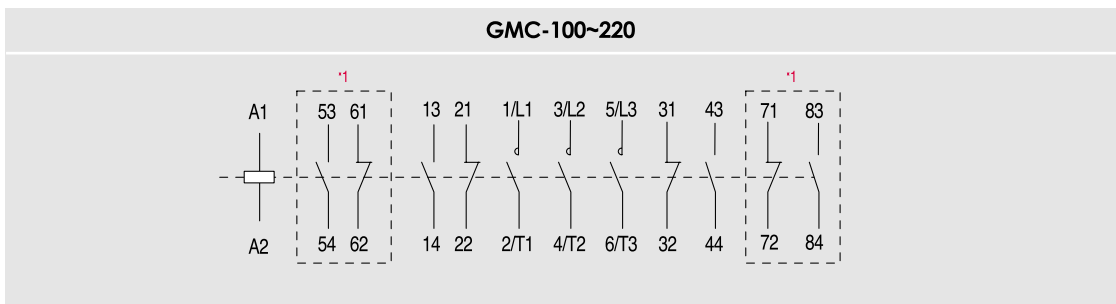 GMC-100~220
*1 *1
A1 53 61 13 21 1/L1 3/L2 5/L3 31 43 71 83
A2 54 62 14 22 2/T1 4/T2 6/T3 32 44 72 84